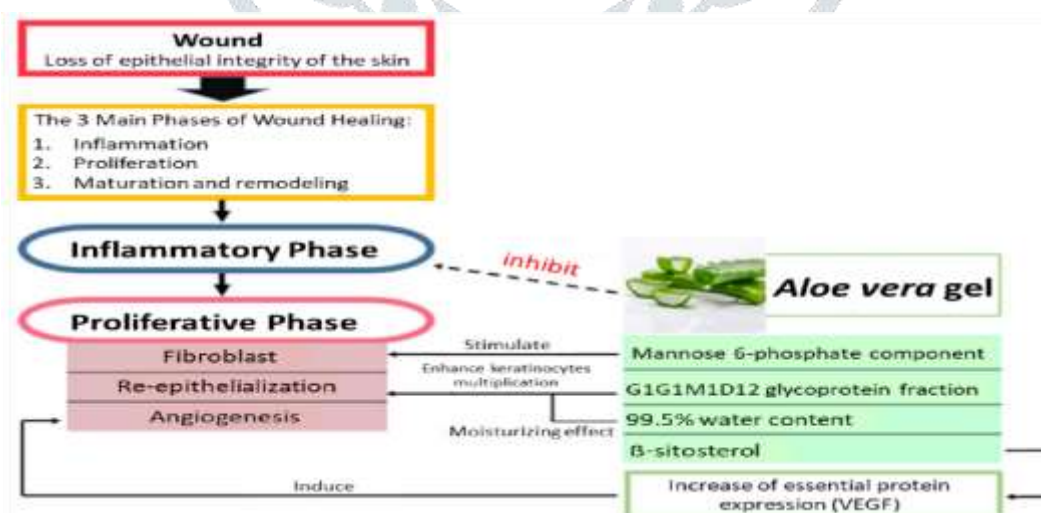 Wound
Loss of epithelial integrity of the skin
The 3 Main Phases of Wound Healing:
1. Inflammation
2. Proliferation
3. Maturation and remodeling
Inflammatory Phase
inhibit
Aloe vera gel
Proliferative Phase
Fibroblast
Re-epithelialization
Angiogenesis
Stimulate
Enhance keratinocytes
multiplication
Moisturizing effect
Mannose 6-phosphate component
G1G1M1D12 glycoprotein fraction
99.5% water content
ß-sitosterol
Induce
Increase of essential protein
expression (VEGF)